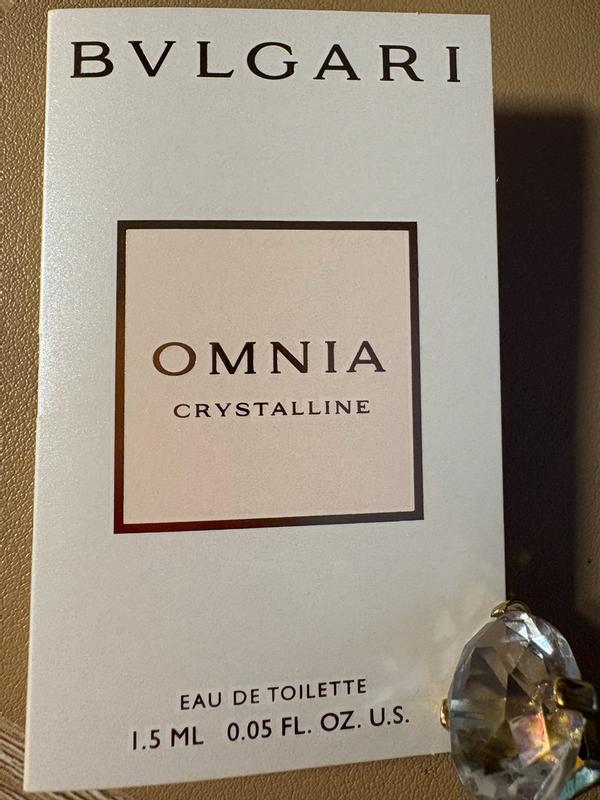 BVLGARI
OMNIA
CRYSTALLINE
EAU DE TOILETTE
1.5 ML 0.05 FL. OZ. U.S.